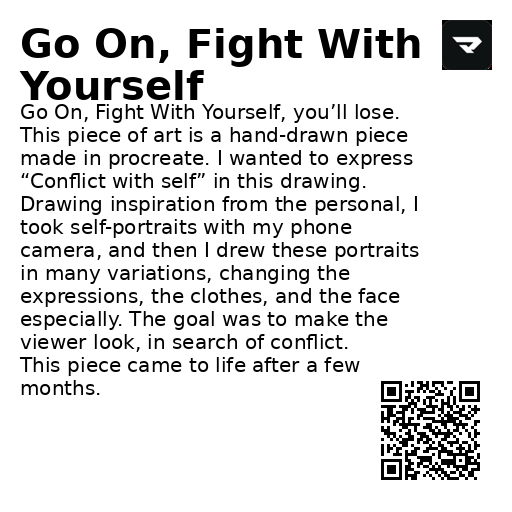 Go On, Fight With
Yourself
Go On, Fight With Yourself, you’ll lose.
This piece of art is a hand-drawn piece
made in procreate. I wanted to express
“Conflict with self” in this drawing.
Drawing inspiration from the personal, I
took self-portraits with my phone
camera, and then I drew these portraits
in many variations, changing the
expressions, the clothes, and the face
especially. The goal was to make the
viewer look, in search of conflict.
This piece came to life after a few
months.